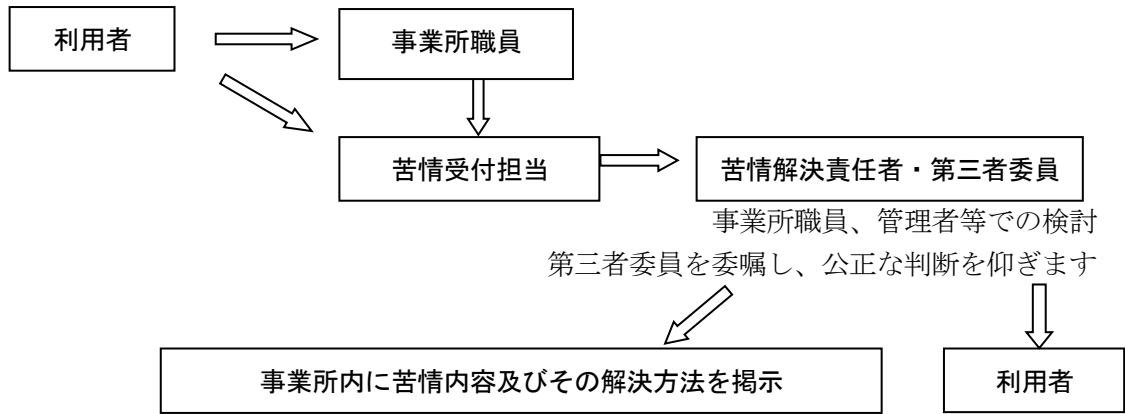 利用者
事業所職員
苦情受付担当
苦情解決責任者・第三者委員
事業所職員、管理者等での検討
第三者委員を委嘱し、公正な判断を仰ぎます
事業所内に苦情内容及びその解決方法を掲示
利用者